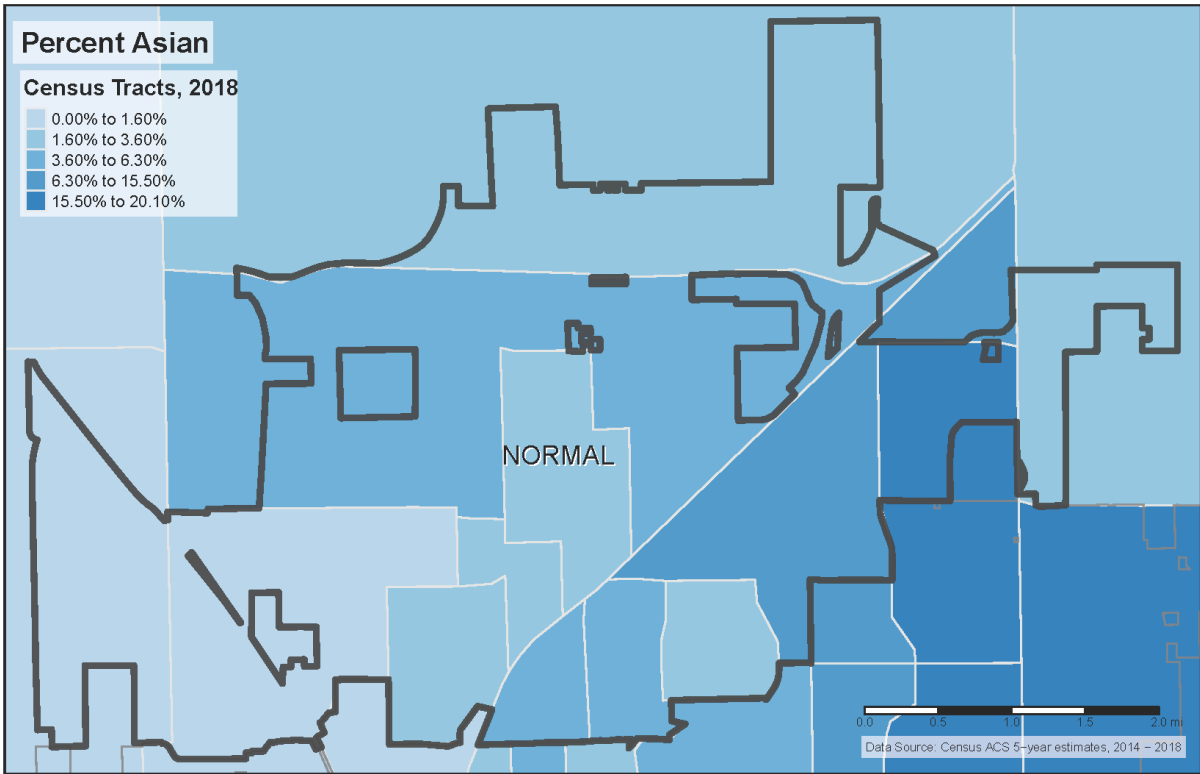 Percent Asian
Census Tracts, 2018
0.00% to 1.60%
1.60% to 3.60%
3.60% to 6.30%
6.30% to 15.50%
15.50% to 20.10%
NORMAL
0.0 0.5 1.0 1.5 2.0 mi
Data Source: Census ACS 5−year estimates, 2014 − 2018